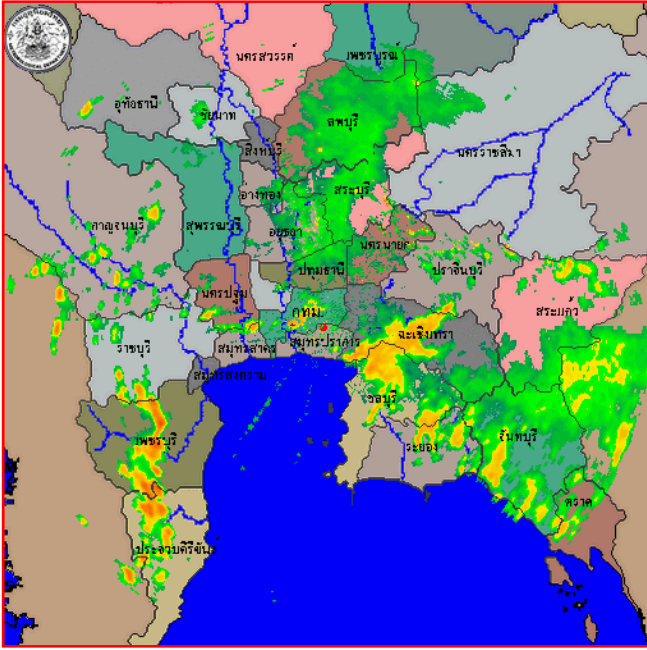 นครสวรรค์
เพชรบูรณ์
อุทัยธานี
ชัยนาท
ลพบุรี
สิงหบุรี
นครราชสีมา
สระบุรี
อ่างทอง
กาญจนบุรี
สุพรรณบุรี
อยุธยา
นครนายก
ปราจีนบุรี
ปทุมธานี
นครปฐม
กทม
สระแก้ว
ฉะเชิงเทรา
ราชบุรี
สมุทรสาคร
สมุทรปราการ
สมุทรสงคราม
ชลบุรี
เพชรบุรี
ระยอง
จันทบุรี
ตราด
ประจวบคิรีขันธ